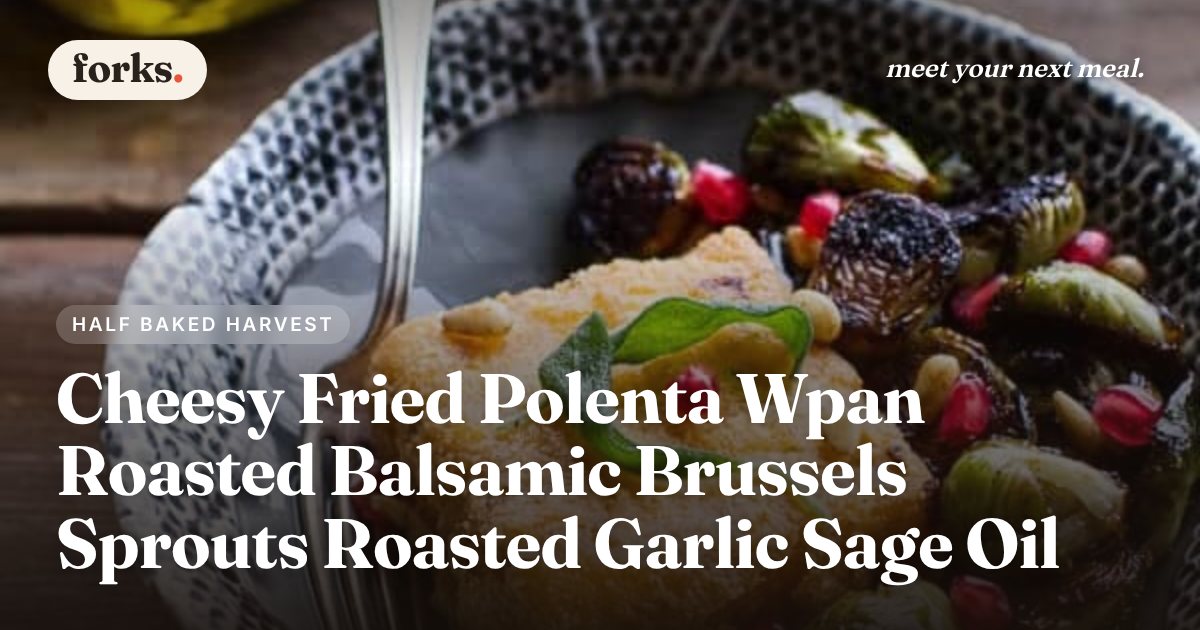 forks.
meet your next meal.
HALF BAKED HARVEST
Cheesy Fried Polenta Wpan
Roasted Balsamic Brussels
Sprouts Roasted Garlic Sage Oil